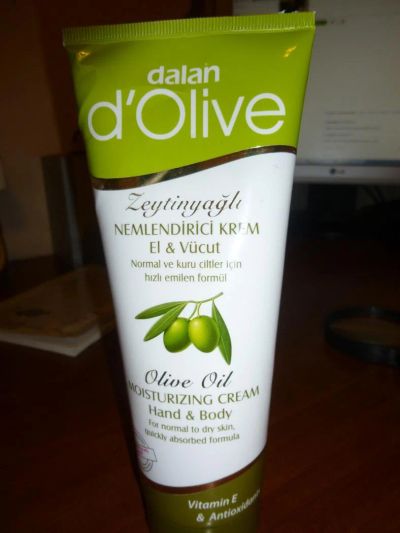 dalan
d'Olive
Zeytinyağlı
NEMLENDİRİCİ KREM
El & Vücut
Normal ve kuru ciltler için
hızlı emilen formül
Olive Oil
MOISTURIZING CREAM
Hand & Body
For normal to dry skin,
quickly absorbed formula
Vitamin E
& Antioxidants
LG